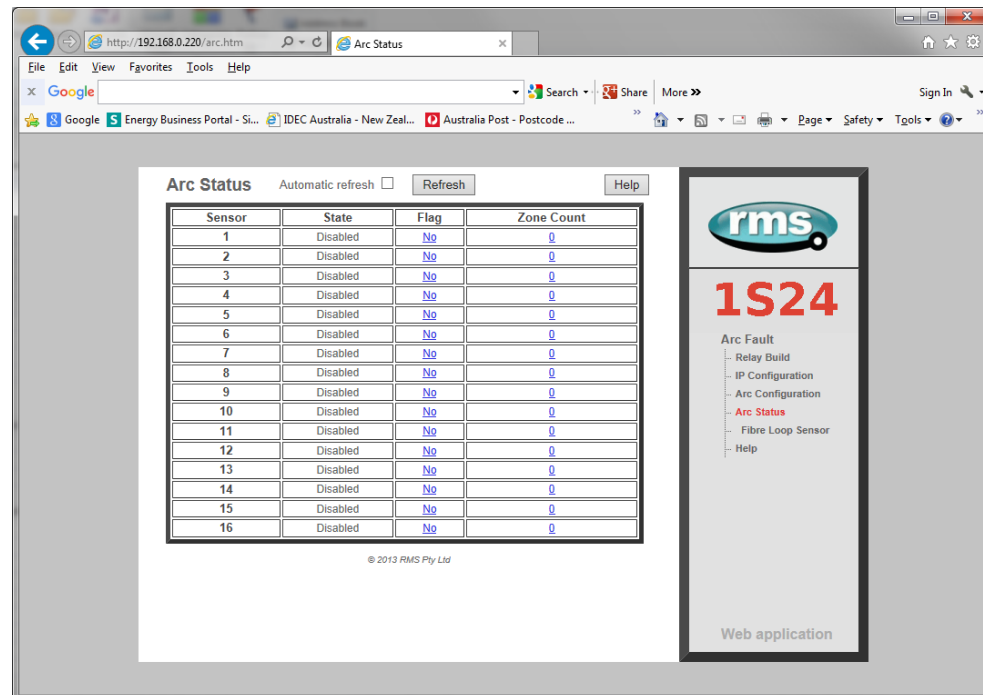 http://192.168.0.220/arc.htm
Arc Status
File Edit View Favorites Tools Help
x Google Search Share More » Sign In
Google Energy Business Portal - Si... IDEC Australia - New Zeal... Australia Post - Postcode ... » Page Safety Tools »
Arc Status Automatic refresh Refresh Help
Sensor State Flag Zone Count
1 Disabled No 0
2 Disabled No 0
3 Disabled No 0
4 Disabled No 0
5 Disabled No 0
6 Disabled No 0
7 Disabled No 0
8 Disabled No 0
9 Disabled No 0
10 Disabled No 0
11 Disabled No 0
12 Disabled No 0
13 Disabled No 0
14 Disabled No 0
15 Disabled No 0
16 Disabled No 0
© 2013 RMS Pty Ltd
rms
1S24
Arc Fault
Relay Build
IP Configuration
Arc Configuration
Arc Status
Fibre Loop Sensor
Help
Web application